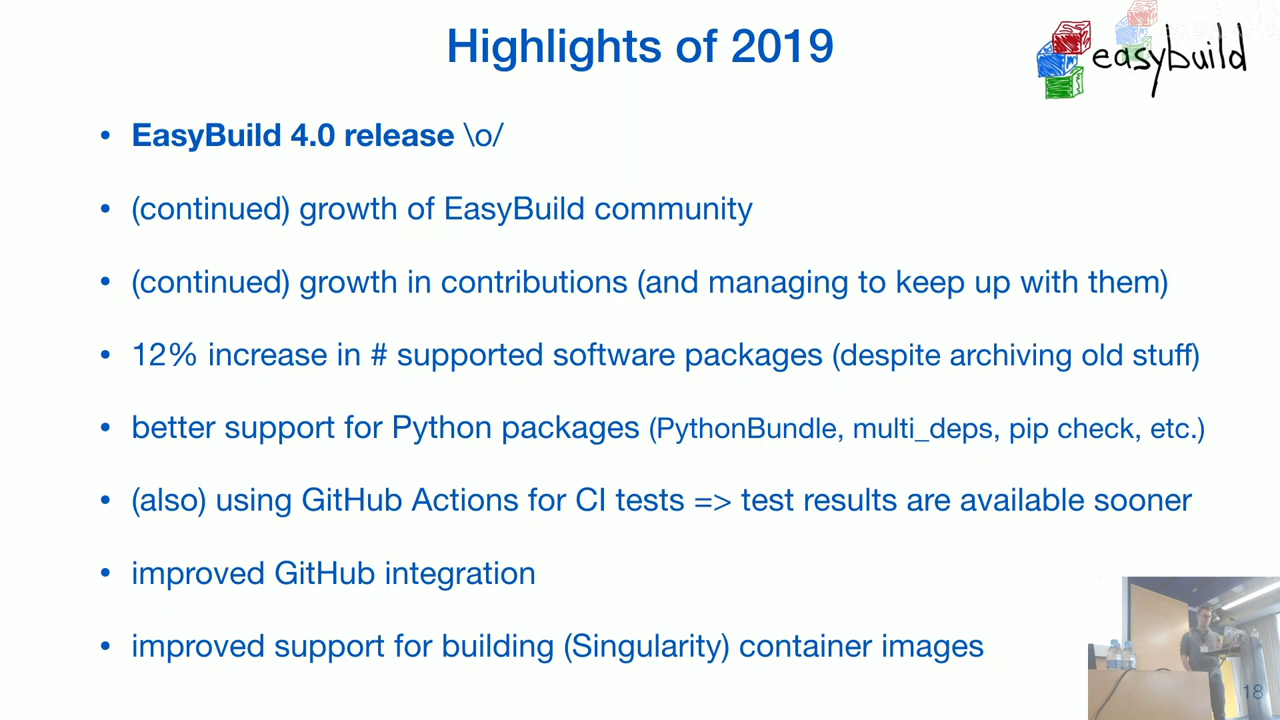 Highlights of 2019
easybuild
• EasyBuild 4.0 release \o/
• (continued) growth of EasyBuild community
• (continued) growth in contributions (and managing to keep up with them)
• 12% increase in # supported software packages (despite archiving old stuff)
• better support for Python packages (PythonBundle, multi_deps, pip check, etc.)
• (also) using GitHub Actions for CI tests => test results are available sooner
• improved GitHub integration
• improved support for building (Singularity) container images
18